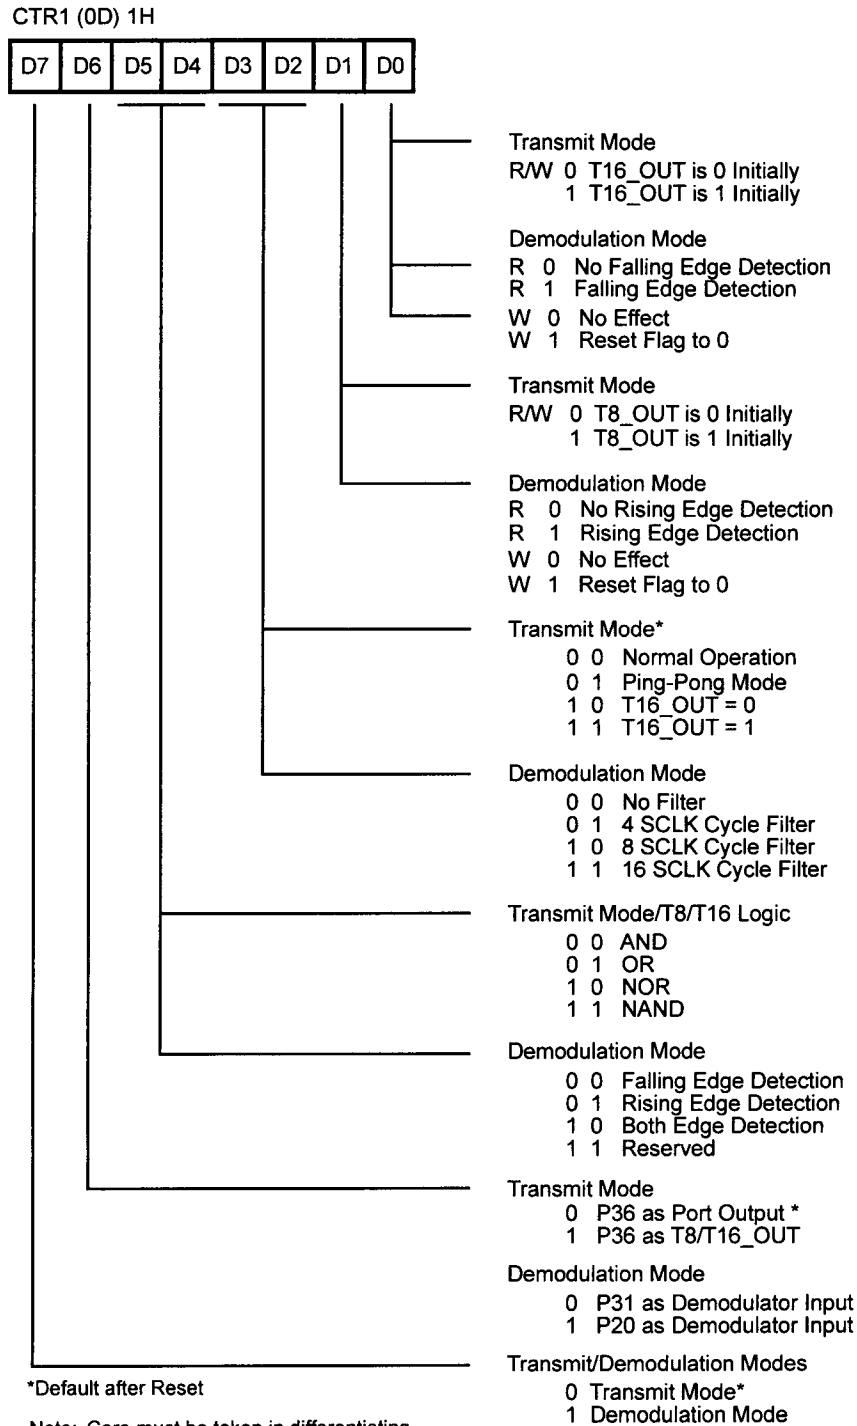 CTR1 (0D) 1H
D7 D6 D5 D4 D3 D2 D1 D0
Transmit Mode
R/W 0 T16_OUT is 0 Initially
1 T16_OUT is 1 Initially
Demodulation Mode
R 0 No Falling Edge Detection
R 1 Falling Edge Detection
W 0 No Effect
W 1 Reset Flag to 0
Transmit Mode
R/W 0 T8_OUT is 0 Initially
1 T8_OUT is 1 Initially
Demodulation Mode
R 0 No Rising Edge Detection
R 1 Rising Edge Detection
W 0 No Effect
W 1 Reset Flag to 0
Transmit Mode*
0 0 Normal Operation
0 1 Ping-Pong Mode
1 0 T16_OUT = 0
1 1 T16_OUT = 1
Demodulation Mode
0 0 No Filter
0 1 4 SCLK Cycle Filter
1 0 8 SCLK Cycle Filter
1 1 16 SCLK Cycle Filter
Transmit Mode/T8/T16 Logic
0 0 AND
0 1 OR
1 0 NOR
1 1 NAND
Demodulation Mode
0 0 Falling Edge Detection
0 1 Rising Edge Detection
1 0 Both Edge Detection
1 1 Reserved
Transmit Mode
0 P36 as Port Output *
1 P36 as T8/T16_OUT
Demodulation Mode
0 P31 as Demodulator Input
1 P20 as Demodulator Input
Transmit/Demodulation Modes
0 Transmit Mode*
1 Demodulation Mode
*Default after Reset
Note: Care must be taken in differentiating